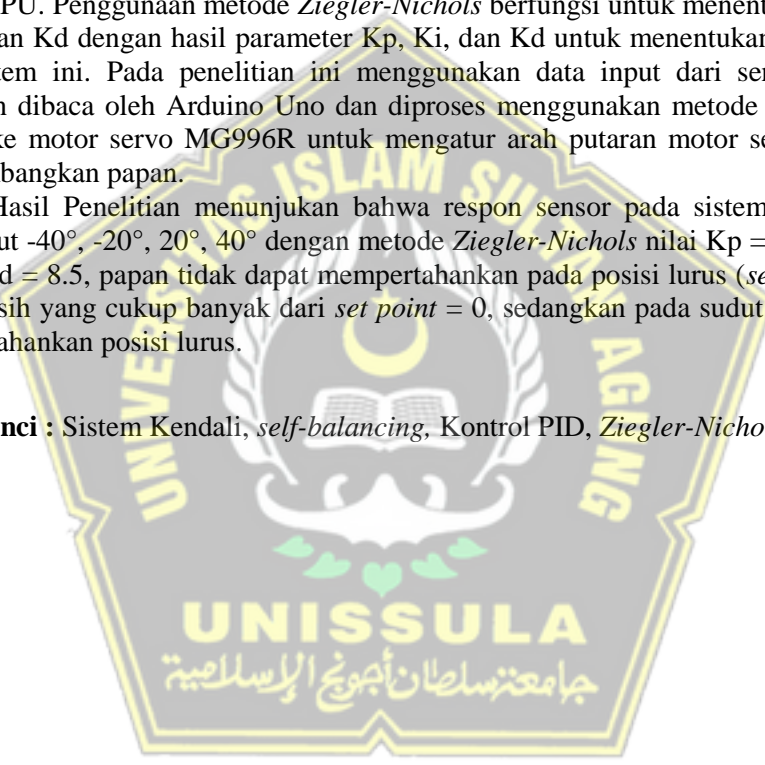 PU. Penggunaan metode Ziegler-Nichols berfungsi untuk menent
an Kd dengan hasil parameter Kp, Ki, dan Kd untuk menentukan
tem ini. Pada penelitian ini menggunakan data input dari ser
n dibaca oleh Arduino Uno dan diproses menggunakan metode
ke motor servo MG996R untuk mengatur arah putaran motor se
bangkan papan.
Hasil Penelitian menunjukan bahwa respon sensor pada sistem
ut -40°, -20°, 20°, 40° dengan metode Ziegler-Nichols nilai Kp =
d = 8.5, papan tidak dapat mempertahankan pada posisi lurus (se
sih yang cukup banyak dari set point = 0, sedangkan pada sudut
ahankan posisi lurus.
nci : Sistem Kendali, self-balancing, Kontrol PID, Ziegler-Nicho
UNIVERSITAS ISLAM SULTAN AGUNG
UNISSULA
جامعتنسلطان أجونج الإسلامية